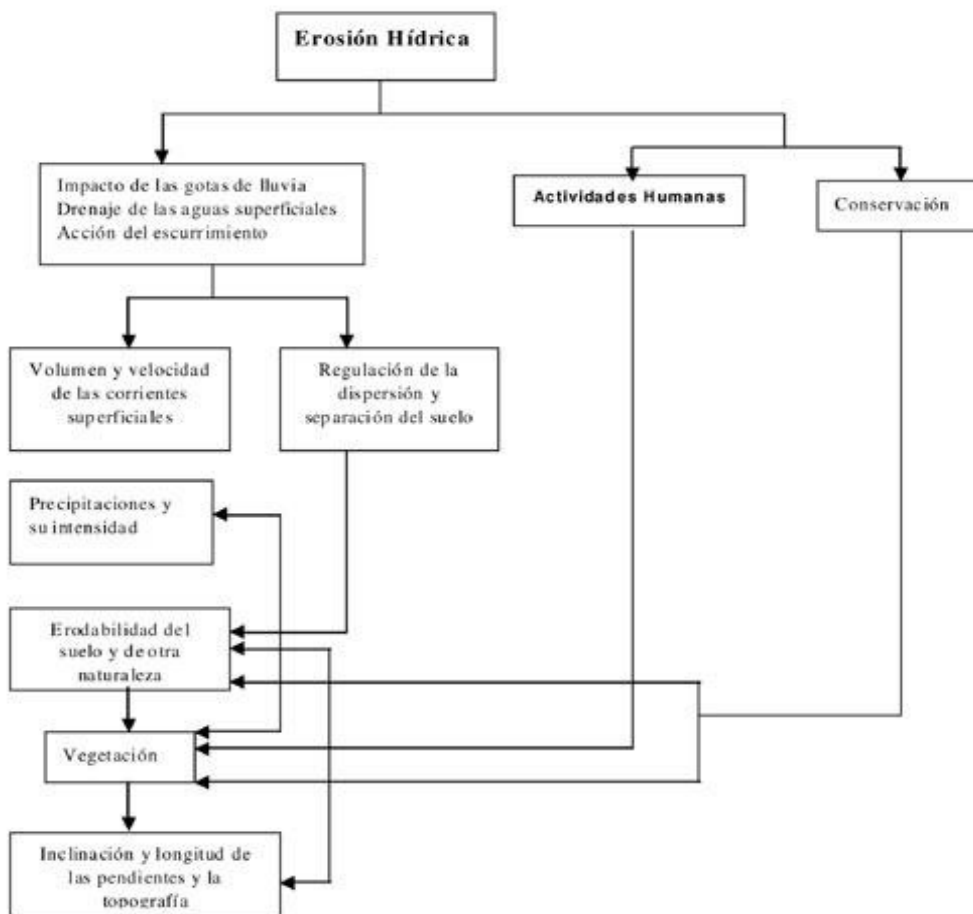 Erosión Hídrica
Impacto de las gotas de lluvia
Drenaje de las aguas superficiales
Acción del escurrimiento
Actividades Humanas
Conservación
Volumen y velocidad
de las corrientes
superficiales
Regulación de la
dispersión y
separación del suelo
Precipitaciones y
su intensidad
Erodabilidad del
suelo y de otra
naturaleza
Vegetación
Inclinación y longitud de
las pendientes y la
topografía